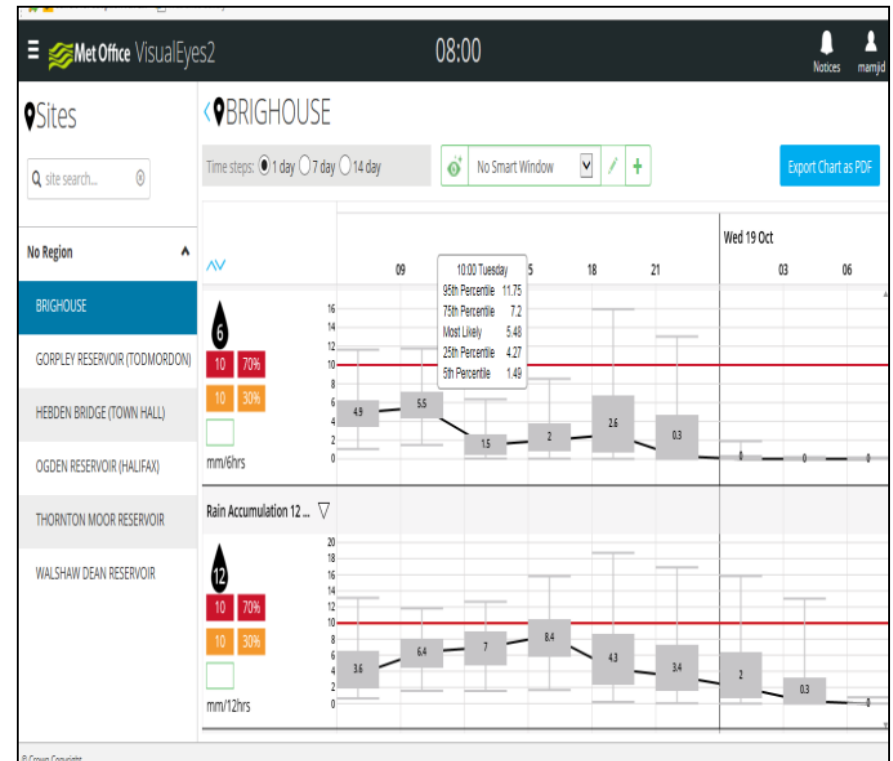 Met Office VisualEyes2
08:00
Notices
mamjid
Sites
BRIGHOUSE
site search...
Time steps: 1 day 7 day 14 day
No Smart Window
Export Chart as PDF
No Region
BRIGHOUSE
GORPLEY RESERVOIR (TODMORDON)
HEBDEN BRIDGE (TOWN HALL)
OGDEN RESERVOIR (HALIFAX)
THORNTON MOOR RESERVOIR
WALSHAW DEAN RESERVOIR
Wed 19 Oct
09 5 18 21 03 06
10:00 Tuesday
95th Percentile 11.75
75th Percentile 7.2
Most Likely 5.48
25th Percentile 4.27
5th Percentile 1.49
6
10 70%
10 30%
mm/6hrs
16
14
12
10
8
6
4
2
0
4.9 5.5 1.5 2 2.6 0.3 0 0 0
Rain Accumulation 12 ...
12
10 70%
10 30%
mm/12hrs
20
18
16
14
12
10
8
6
4
2
0
3.6 6.4 7 8.4 4.3 3.4 2 0.3 0
© Crown Copyright